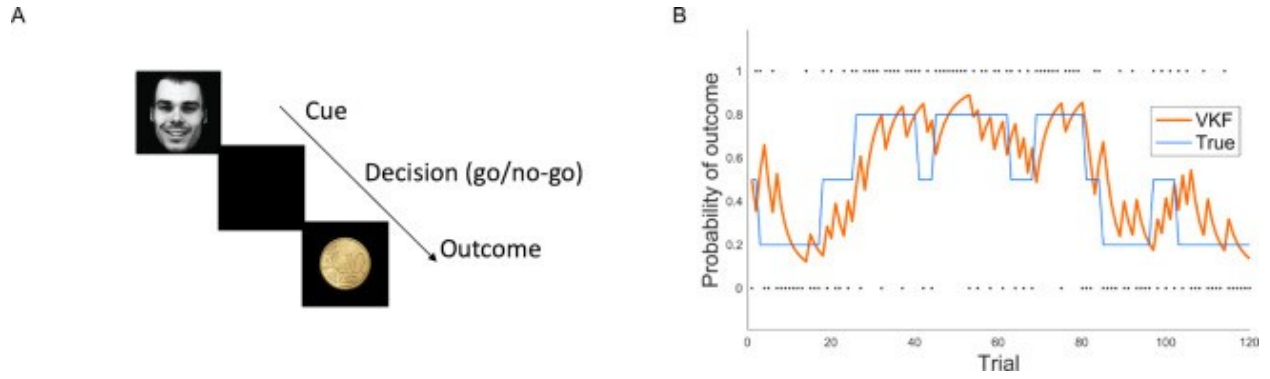 A
Cue
Decision (go/no-go)
Outcome
B
Probability of outcome
1
0.8
0.6
0.4
0.2
0
VKF
True
0 20 40 60 80 100 120
Trial